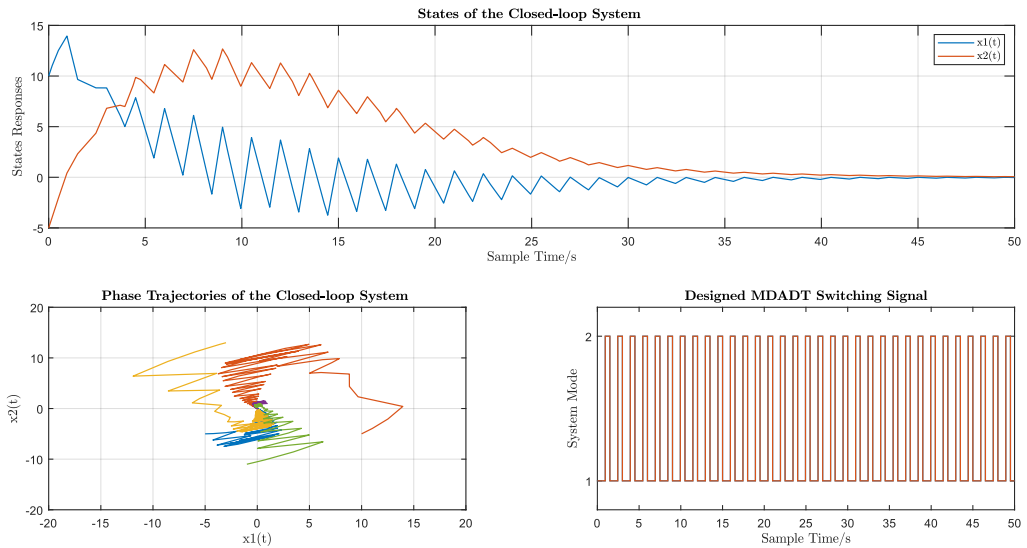 States of the Closed-loop System
15
10
5
0
-5
States Responses
x1(t)
x2(t)
0 5 10 15 20 25 30 35 40 45 50
Sample Time/s
Phase Trajectories of the Closed-loop System
20
10
0
-10
-20
x2(t)
-20 -15 -10 -5 0 5 10 15 20
x1(t)
Designed MDADT Switching Signal
2
1
System Mode
0 5 10 15 20 25 30 35 40 45 50
Sample Time/s